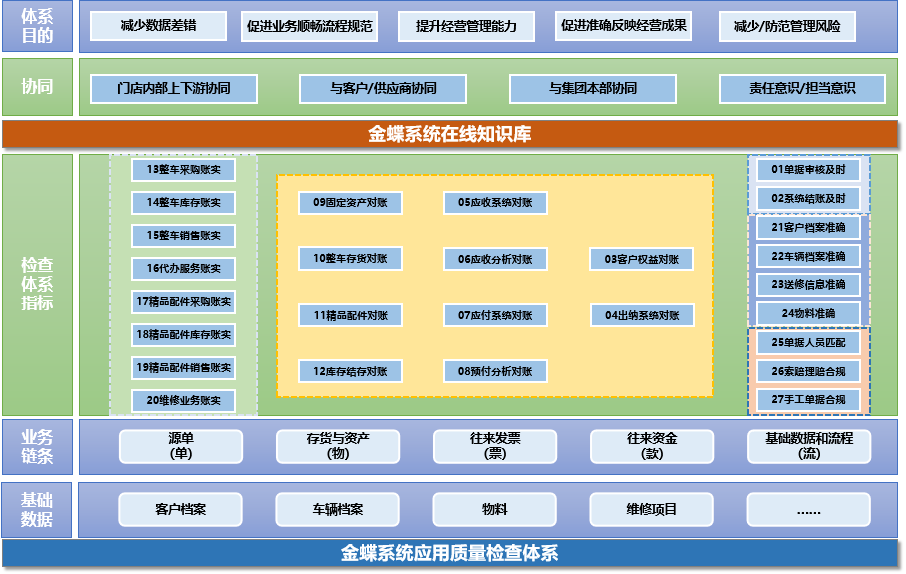 体系
目的
减少数据差错
促进业务顺畅流程规范
提升经营管理能力
促进准确反映经营成果
减少/防范管理风险
协同
门店内部上下游协同
与客户/供应商协同
与集团本部协同
责任意识/担当意识
金蝶系统在线知识库
检查
体系
指标
13整车采购账实
14整车库存账实
15整车销售账实
16代办服务账实
17精品配件采购账实
18精品配件库存账实
19精品配件销售账实
20维修业务账实
09固定资产对账
10整车存货对账
11精品配件对账
12库存结存对账
05应收系统对账
06应收分析对账
07应付系统对账
08预付分析对账
03客户权益对账
04出纳系统对账
01单据审核及时
02系统结账及时
21客户档案准确
22车辆档案准确
23送修信息准确
24物料准确
25单据人员匹配
26索赔理赔合规
27手工单据合规
业务
链条
源单
(单)
存货与资产
(物)
往来发票
(票)
往来资金
(款)
基础数据和流程
(流)
基础
数据
客户档案
车辆档案
物料
维修项目
……
金蝶系统应用质量检查体系